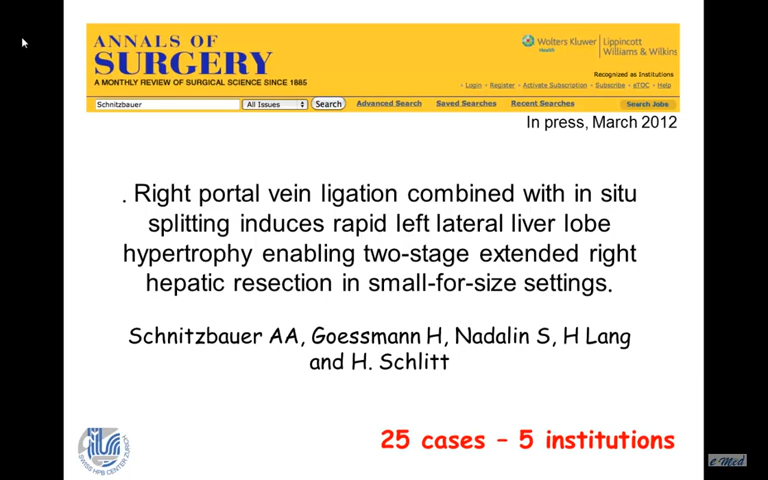 ANNALS OF
SURGERY
A MONTHLY REVIEW OF SURGICAL SCIENCE SINCE 1885
Wolters Kluwer
Health
Lippincott
Williams & Wilkins
Recognized as Institutions
Login Register Activate Subscription Subscribe eTOC Help
Schnitzbauer All Issues Search Advanced Search Saved Searches Recent Searches Search Jobs
In press, March 2012
. Right portal vein ligation combined with in situ
splitting induces rapid left lateral liver lobe
hypertrophy enabling two-stage extended right
hepatic resection in small-for-size settings.
Schnitzbauer AA, Goessmann H, Nadalin S, H Lang
and H. Schlitt
25 cases – 5 institutions
SWISS HPB CENTER ZURICH
e-Med